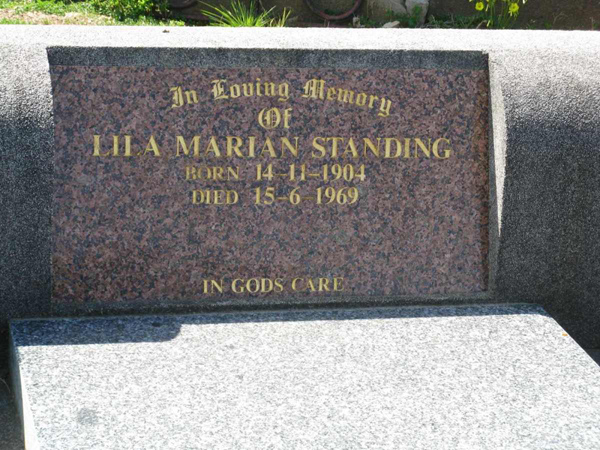 In Loving Memory
Of
LILA MARIAN STANDING
BORN 14-11-1904
DIED 15-6-1969
IN GODS CARE